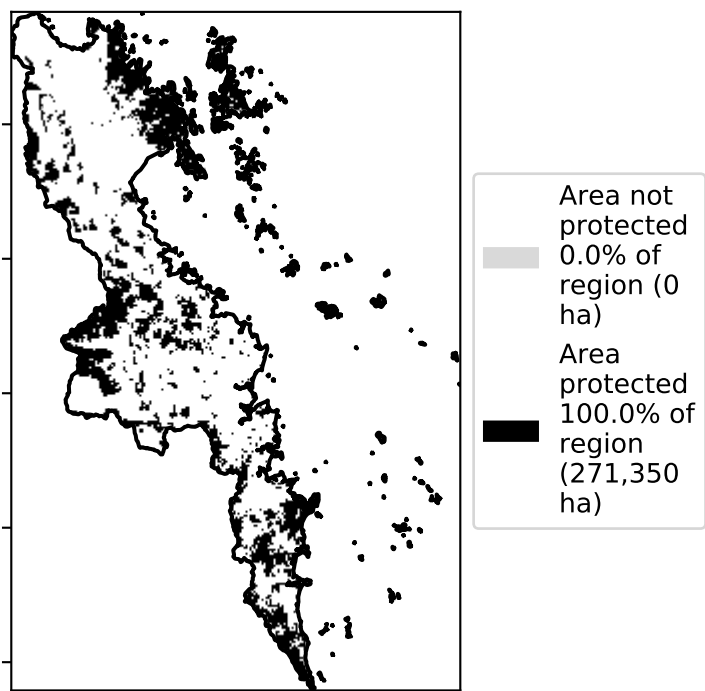 Area not
protected
0.0% of
region (0
ha)
Area
protected
100.0% of
region
(271,350
ha)